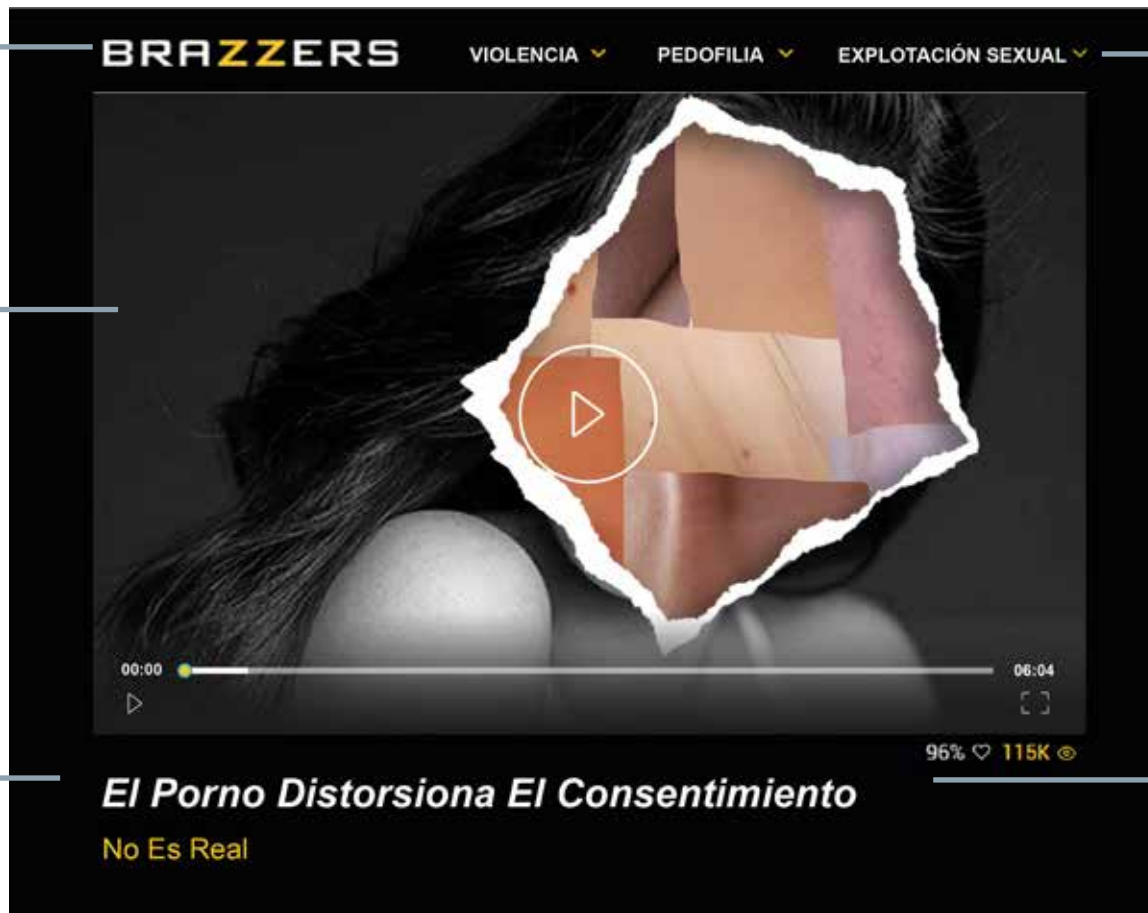 BRAZZERS
VIOLENCIA
PEDOFILIA
EXPLOTACIÓN SEXUAL
00:00
06:04
96%
115K
El Porno Distorsiona El Consentimiento
No Es Real